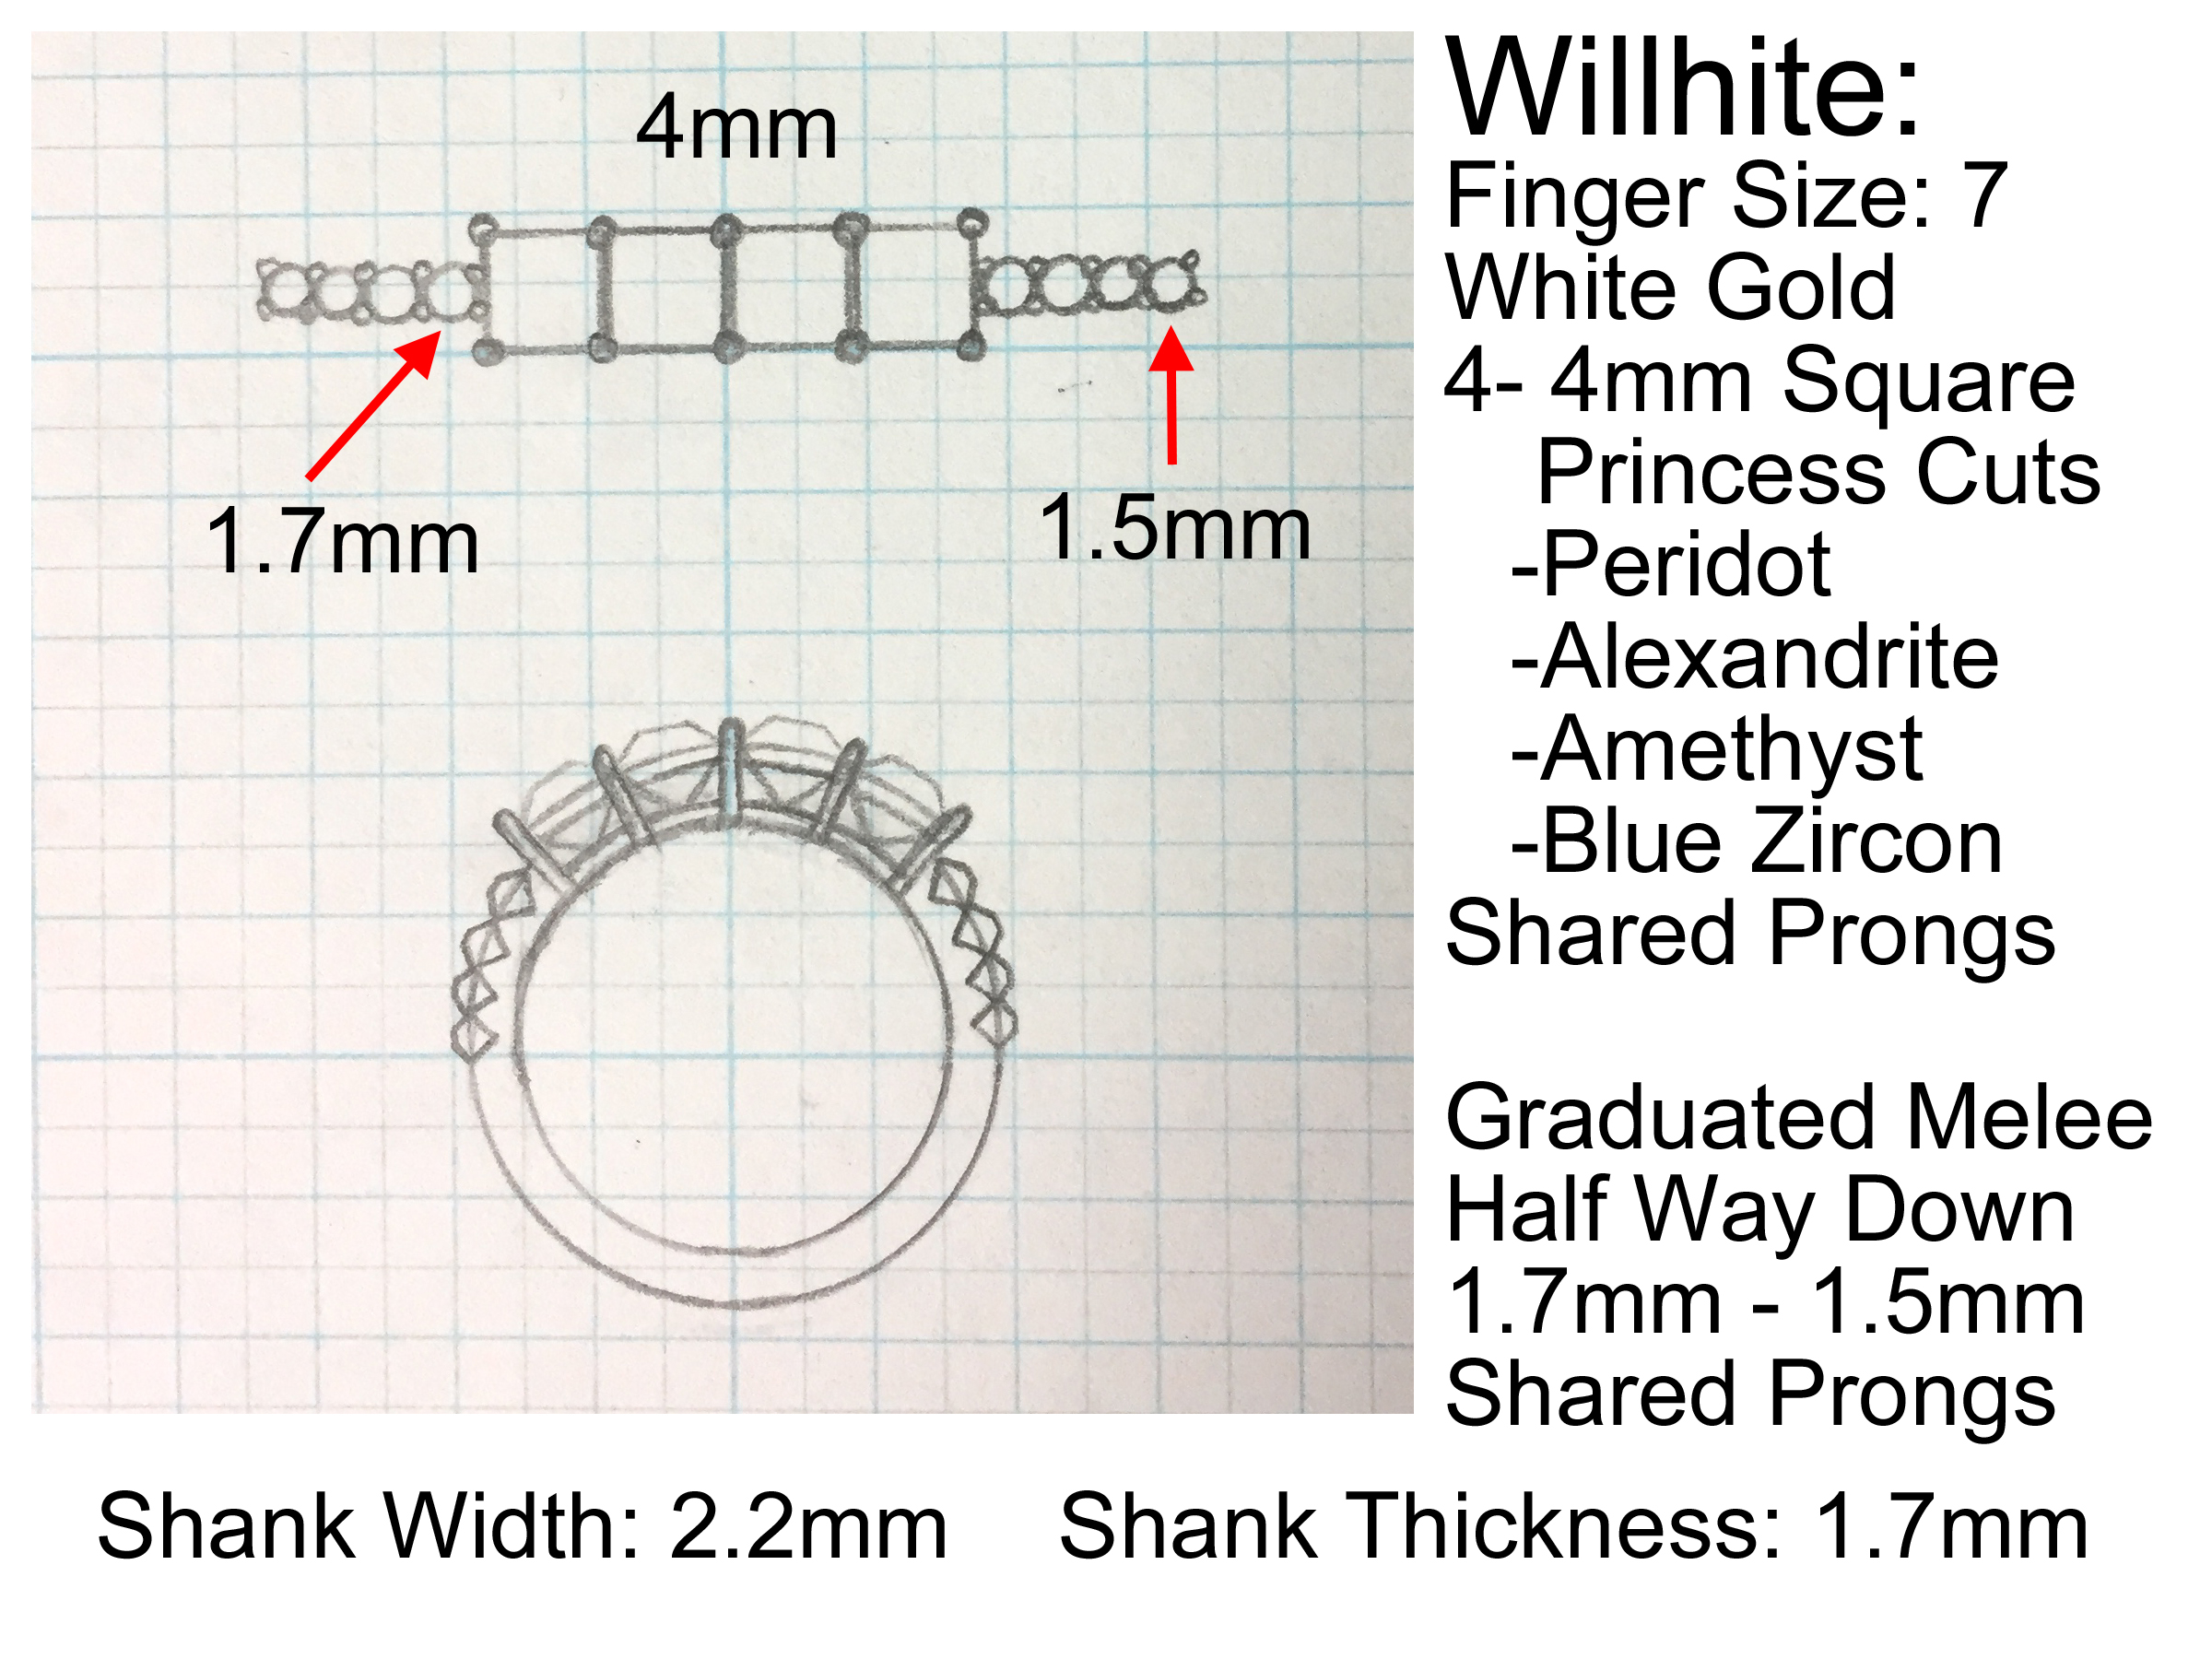 4mm
1.7mm
1.5mm
Willhite:
Finger Size: 7
White Gold
4- 4mm Square
Princess Cuts
-Peridot
-Alexandrite
-Amethyst
-Blue Zircon
Shared Prongs
Graduated Melee
Half Way Down
1.7mm - 1.5mm
Shared Prongs
Shank Width: 2.2mm
Shank Thickness: 1.7mm